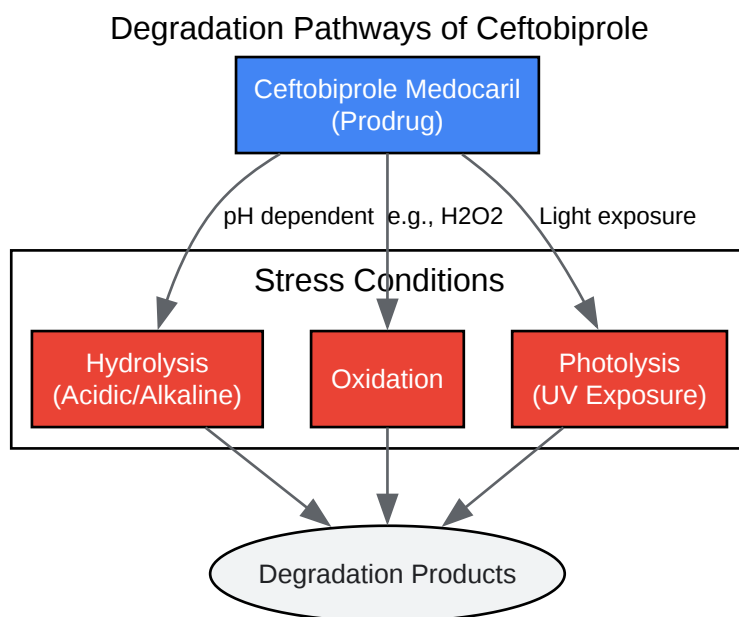 Degradation Pathways of Ceftobiprole
Ceftobiprole Medocaril
(Prodrug)
pH dependent
e.g., H2O2
Light exposure
Stress Conditions
Hydrolysis
(Acidic/Alkaline)
Oxidation
Photolysis
(UV Exposure)
Degradation Products